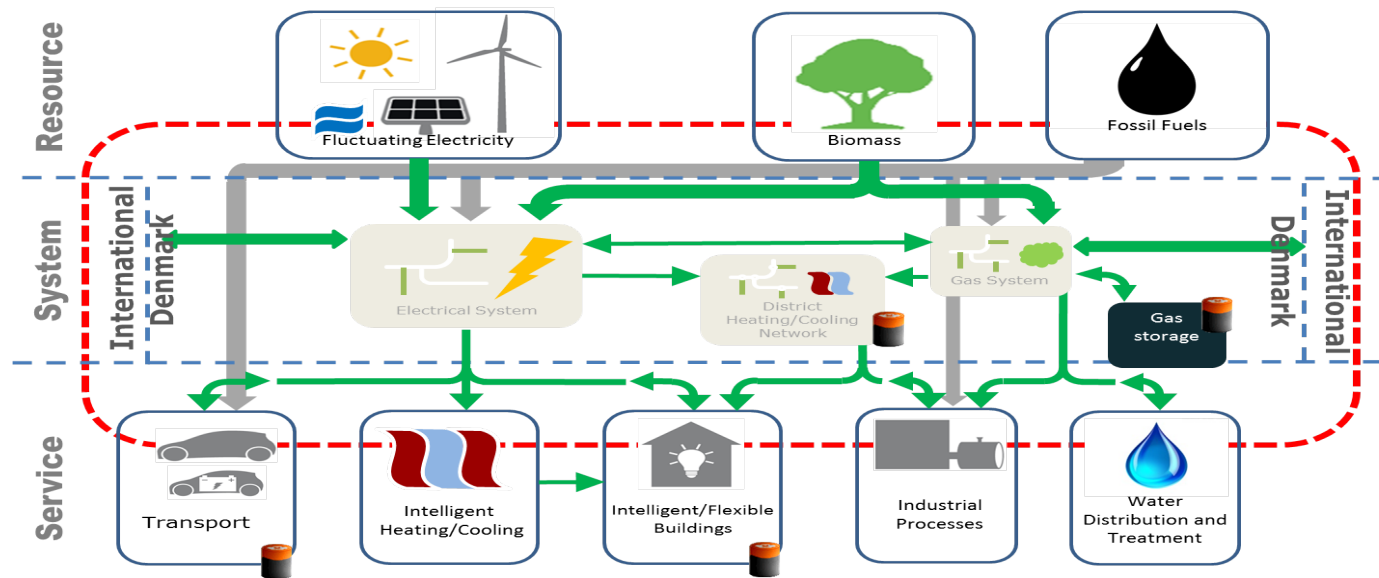 Resource
Fluctuating Electricity
Biomass
Fossil Fuels
System
International
Denmark
Electrical System
District
Heating/Cooling
Network
Gas System
Gas
storage
Denmark
International
Service
Transport
Intelligent
Heating/Cooling
Intelligent/Flexible
Buildings
Industrial
Processes
Water
Distribution and
Treatment